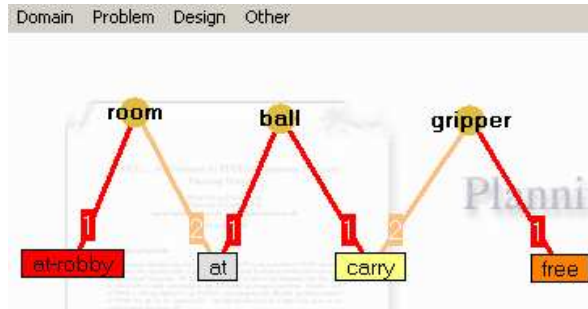 Domain Problem Design Other
room ball gripper
Planni
1 2 1 1 2 1
at-robby at carry free